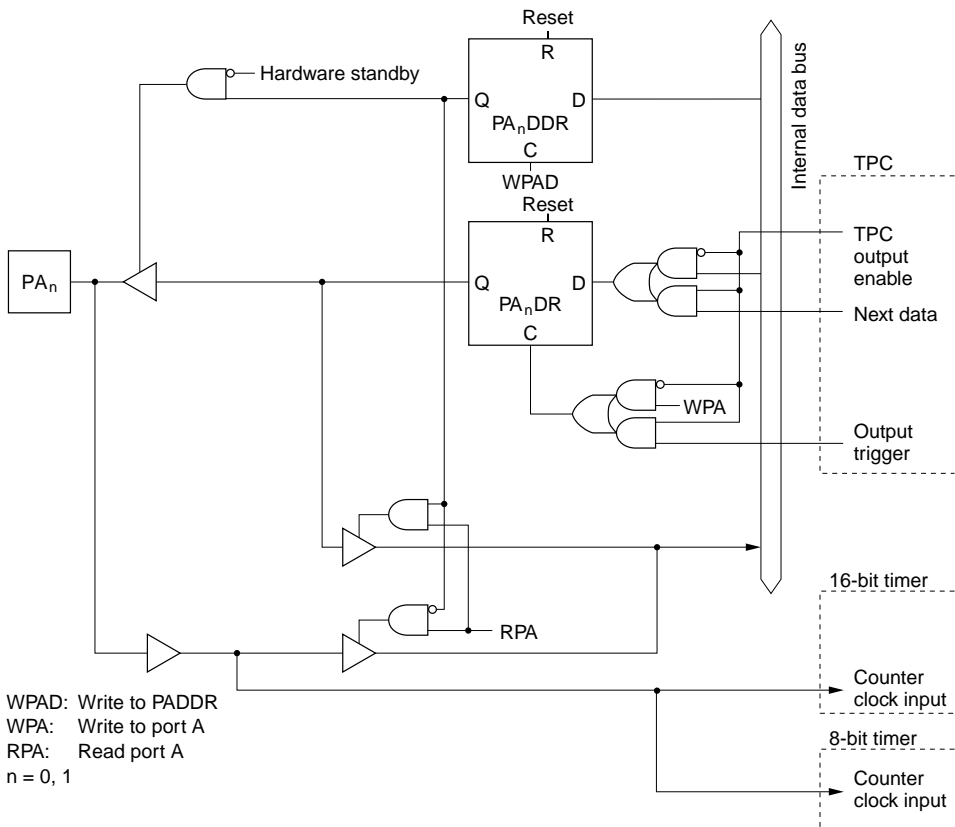 Reset
R
Hardware standby
Q
D
PAnDDR
C
WPAD
Internal data bus
TPC
Reset
R
PAn
Q
D
PAnDR
C
TPC
output
enable
Next data
WPA
Output
trigger
RPA
16-bit timer
Counter
clock input
8-bit timer
Counter
clock input
WPAD: Write to PADDR
WPA: Write to port A
RPA: Read port A
n = 0, 1